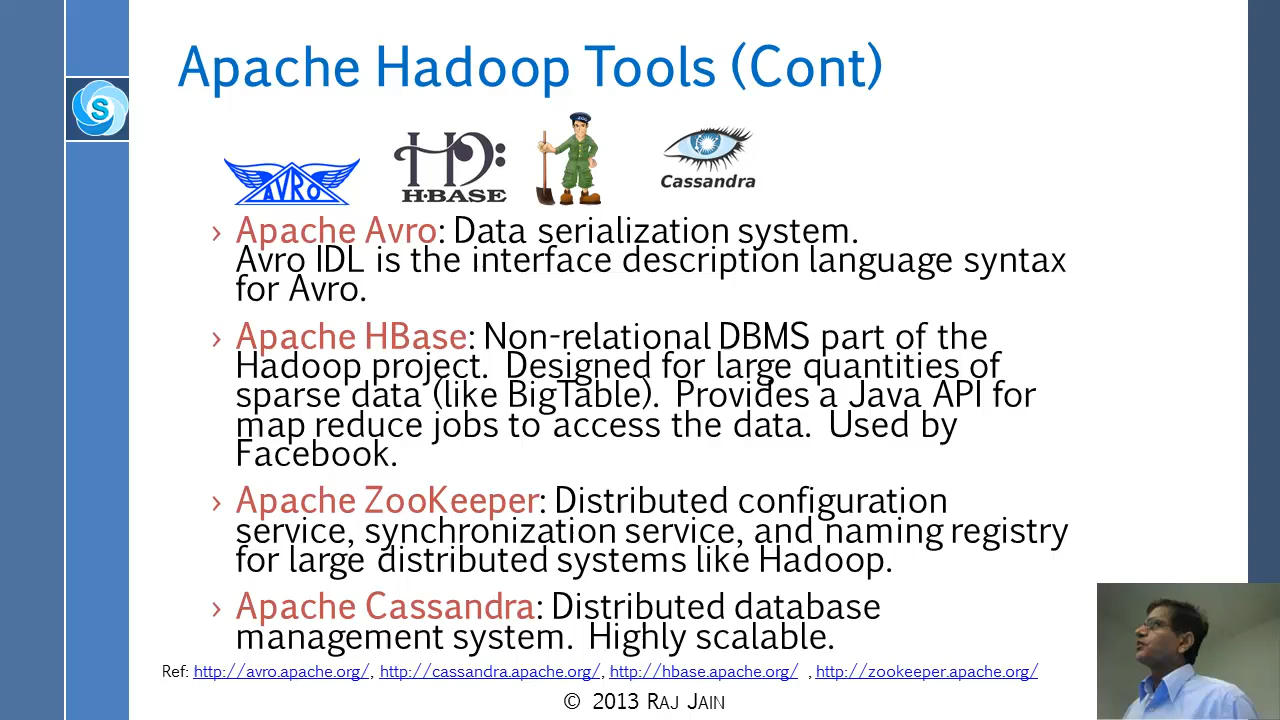 Apache Hadoop Tools (Cont)
S
AVRO
H·BASE
ZOO
Cassandra
› Apache Avro: Data serialization system.
Avro IDL is the interface description language syntax
for Avro.
› Apache HBase: Non-relational DBMS part of the
Hadoop project. Designed for large quantities of
sparse data (like BigTable). Provides a Java API for
map reduce jobs to access the data. Used by
Facebook.
› Apache ZooKeeper: Distributed configuration
service, synchronization service, and naming registry
for large distributed systems like Hadoop.
› Apache Cassandra: Distributed database
management system. Highly scalable.
Ref: http://avro.apache.org/, http://cassandra.apache.org/, http://hbase.apache.org/ , http://zookeeper.apache.org/
© 2013 RAJ JAIN